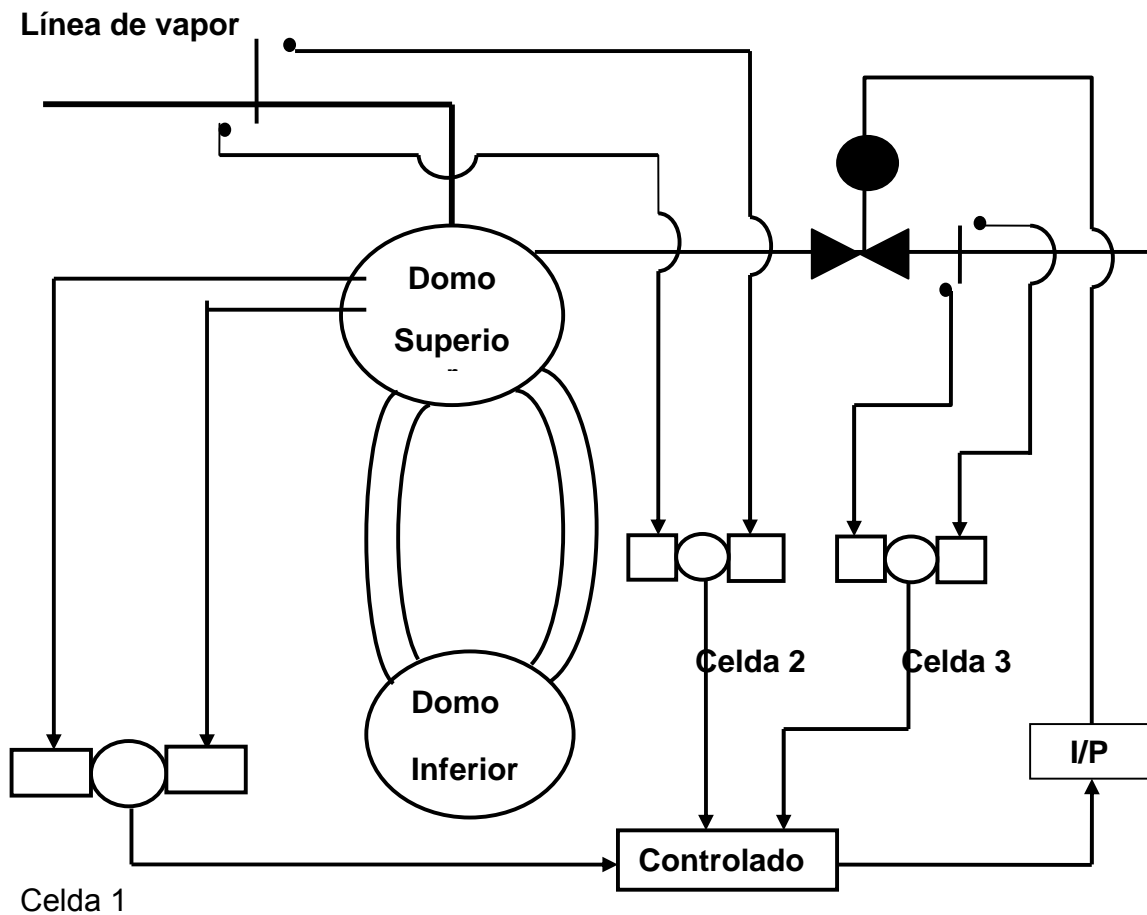 Línea de vapor
Domo
Superio
Celda 2
Celda 3
Domo
Inferior
I/P
Controlado
Celda 1